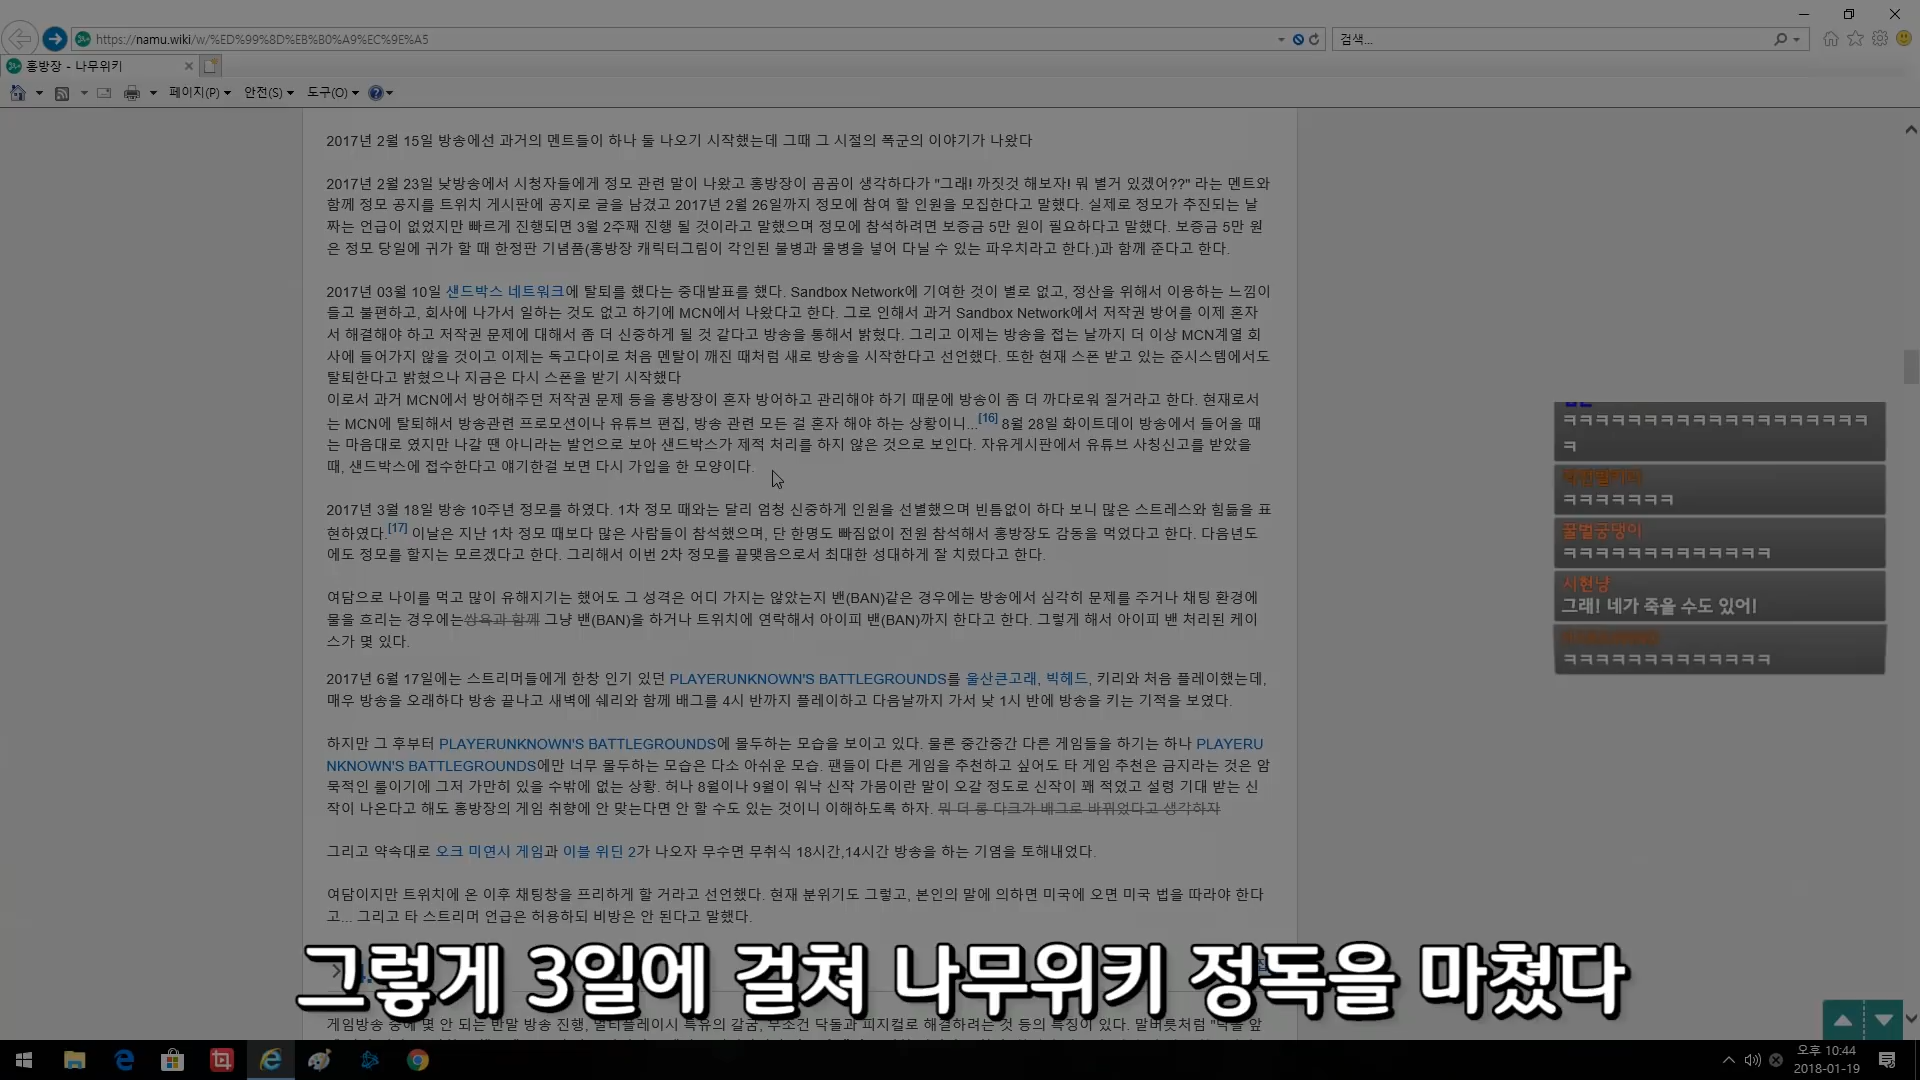 https://namu.wiki/w/%ED%99%8D%EB%B0%A9%EC%9E%A5
검색...
홍방장 - 나무위키
페이지(P) 안전(S) 도구(O)
2017년 2월 15일 방송에선 과거의 멘트들이 하나 둘 나오기 시작했는데 그때 그 시절의 폭군의 이야기가 나왔다
2017년 2월 23일 낮방송에서 시청자들에게 정모 관련 말이 나왔고 홍방장이 곰곰이 생각하다가 "그래! 까짓것 해보자! 뭐 별거 있겠어??" 라는 멘트와
함께 정모 공지를 트위치 게시판에 공지로 글을 남겼고 2017년 2월 26일까지 정모에 참여 할 인원을 모집한다고 말했다. 실제로 정모가 추진되는 날
짜는 언급이 없었지만 빠르게 진행되면 3월 2주째 진행 될 것이라고 말했으며 정모에 참석하려면 보증금 5만 원이 필요하다고 말했다. 보증금 5만 원
은 정모 당일에 귀가 할 때 한정판 기념품(홍방장 캐릭터그림이 각인된 물병과 물병을 넣어 다닐 수 있는 파우치라고 한다.)과 함께 준다고 한다.
2017년 03월 10일 샌드박스 네트워크에 탈퇴를 했다는 중대발표를 했다. Sandbox Network에 기여한 것이 별로 없고, 정산을 위해서 이용하는 느낌이
들고 불편하고, 회사에 나가서 일하는 것도 없고 하기에 MCN에서 나왔다고 한다. 그로 인해서 과거 Sandbox Network에서 저작권 방어를 이제 혼자
서 해결해야 하고 저작권 문제에 대해서 좀 더 신중하게 될 것 같다고 방송을 통해서 밝혔다. 그리고 이제는 방송을 접는 날까지 더 이상 MCN계열 회
사에 들어가지 않을 것이고 이제는 독고다이로 처음 멘탈이 깨진 때처럼 새로 방송을 시작한다고 선언했다. 또한 현재 스폰 받고 있는 준시스템에서도
탈퇴한다고 밝혔으나 지금은 다시 스폰을 받기 시작했다
이로서 과거 MCN에서 방어해주던 저작권 문제 등을 홍방장이 혼자 방어하고 관리해야 하기 때문에 방송이 좀 더 까다로워 질거라고 한다. 현재로서
는 MCN에 탈퇴해서 방송관련 프로모션이나 유튜브 편집, 방송 관련 모든 걸 혼자 해야 하는 상황이니...[16] 8월 28일 화이트데이 방송에서 들어올 때
는 마음대로 였지만 나갈 땐 아니라는 발언으로 보아 샌드박스가 제적 처리를 하지 않은 것으로 보인다. 자유게시판에서 유튜브 사칭신고를 받았을
때, 샌드박스에 접수한다고 얘기한걸 보면 다시 가입을 한 모양이다.
2017년 3월 18일 방송 10주년 정모를 하였다. 1차 정모 때와는 달리 엄청 신중하게 인원을 선별했으며 빈틈없이 하다 보니 많은 스트레스와 힘듦을 표
현하였다.[17] 이날은 지난 1차 정모 때보다 많은 사람들이 참석했으며, 단 한명도 빠짐없이 전원 참석해서 홍방장도 감동을 먹었다고 한다. 다음년도
에도 정모를 할지는 모르겠다고 한다. 그리해서 이번 2차 정모를 끝맺음으로서 최대한 성대하게 잘 치렀다고 한다.
여담으로 나이를 먹고 많이 유해지기는 했어도 그 성격은 어디 가지는 않았는지 밴(BAN)같은 경우에는 방송에서 심각히 문제를 주거나 채팅 환경에
물을 흐리는 경우에는쌍욕과 함께 그냥 밴(BAN)을 하거나 트위치에 연락해서 아이피 밴(BAN)까지 한다고 한다. 그렇게 해서 아이피 밴 처리된 케이
스가 몇 있다.
2017년 6월 17일에는 스트리머들에게 한창 인기 있던 PLAYERUNKNOWN'S BATTLEGROUNDS를 울산큰고래, 빅헤드, 키리와 처음 플레이했는데,
매우 방송을 오래하다 방송 끝나고 새벽에 쉐리와 함께 배그를 4시 반까지 플레이하고 다음날까지 가서 낮 1시 반에 방송을 키는 기적을 보였다.
하지만 그 후부터 PLAYERUNKNOWN'S BATTLEGROUNDS에 몰두하는 모습을 보이고 있다. 물론 중간중간 다른 게임들을 하기는 하나 PLAYERU
NKNOWN'S BATTLEGROUNDS에만 너무 몰두하는 모습은 다소 아쉬운 모습. 팬들이 다른 게임을 추천하고 싶어도 타 게임 추천은 금지라는 것은 암
묵적인 룰이기에 그저 가만히 있을 수밖에 없는 상황. 허나 8월이나 9월이 워낙 신작 가뭄이란 말이 오갈 정도로 신작이 꽤 적었고 설령 기대 받는 신
작이 나온다고 해도 홍방장의 게임 취향에 안 맞는다면 안 할 수도 있는 것이니 이해하도록 하자. 뭐 더 롱 다크가 배그로 바뀌었다고 생각하자
그리고 약속대로 오크 미연시 게임과 이블 위딘 2가 나오자 무수면 무취식 18시간,14시간 방송을 하는 기염을 토해내었다.
여담이지만 트위치에 온 이후 채팅창을 프리하게 할 거라고 선언했다. 현재 분위기도 그렇고, 본인의 말에 의하면 미국에 오면 미국 법을 따라야 한다
고... 그리고 타 스트리머 언급은 허용하되 비방은 안 된다고 말했다.
ㅋㅋㅋㅋㅋㅋㅋㅋㅋㅋㅋㅋㅋㅋㅋㅋㅋㅋㅋ
ㅋ
ㅋㅋㅋㅋㅋㅋㅋ
꿀벌궁댕이
ㅋㅋㅋㅋㅋㅋㅋㅋㅋㅋㅋㅋㅋ
시현냥
그래! 네가 죽을 수도 있어!
ㅋㅋㅋㅋㅋㅋㅋㅋㅋㅋㅋㅋㅋ
그렇게 3일에 걸쳐 나무위키 정독을 마쳤다
게임방송 중에 몇 안 되는 반말 방송 진행, 멀티플레이시 특유의 갈굼, 무조건 닥돌과 피지컬로 해결하려는 것 등의 특징이 있다. 말버릇처럼
오후 10:44
2018-01-19